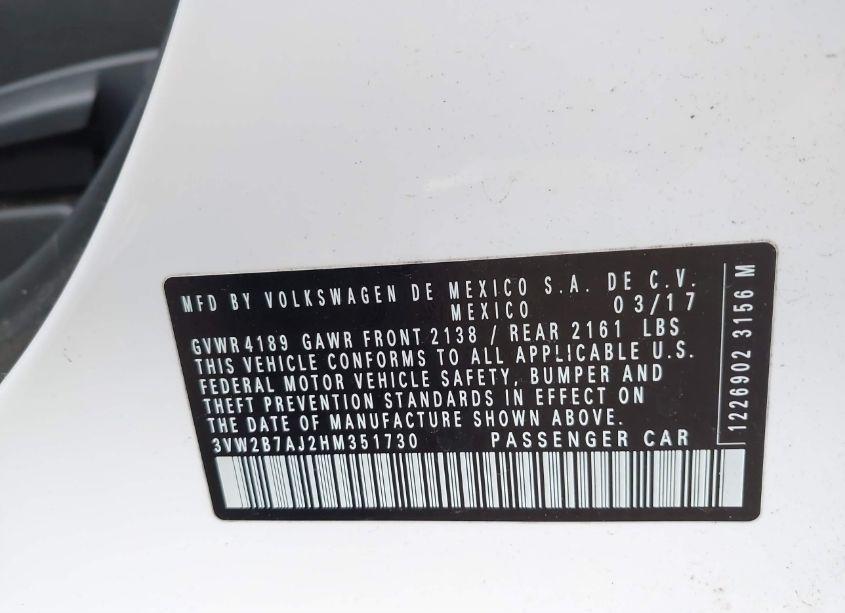 MFD BY VOLKSWAGEN DE MEXICO S.A. DE C.V.
MEXICO 03/17
GVWR 4189 GAWR FRONT 2138 / REAR 2161 LBS
THIS VEHICLE CONFORMS TO ALL APPLICABLE U.S.
FEDERAL MOTOR VEHICLE SAFETY, BUMPER AND
THEFT PREVENTION STANDARDS IN EFFECT ON
THE DATE OF MANUFACTURE SHOWN ABOVE.
3VW2B7AJ2HM351730 PASSENGER CAR
1226902 3156 M